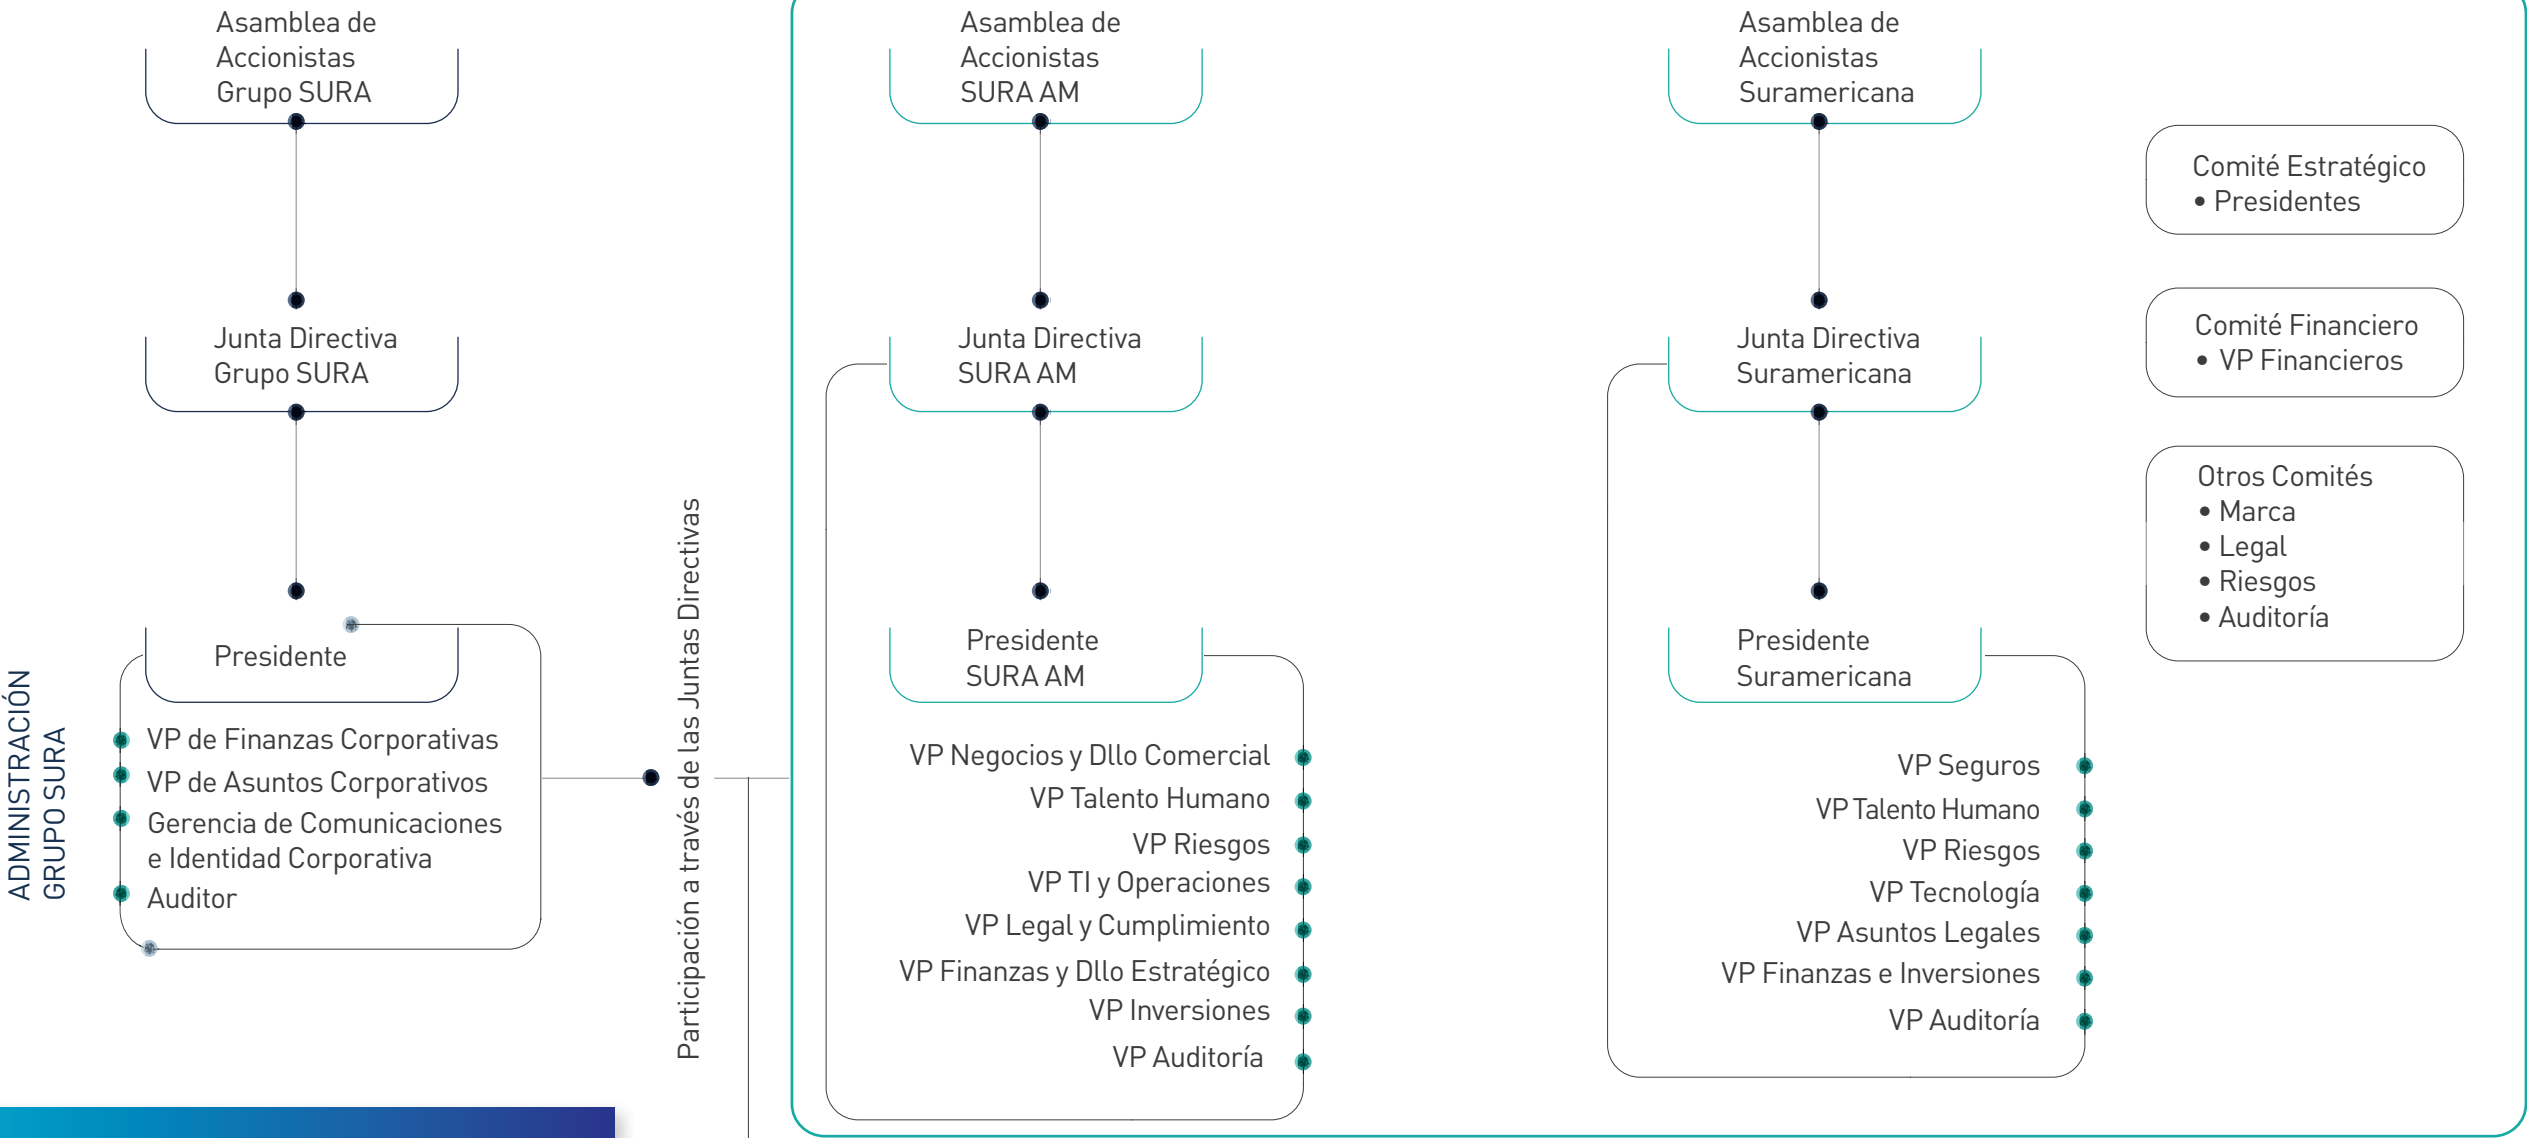 Asamblea de
Accionistas
Grupo SURA
Junta Directiva
Grupo SURA
Presidente
ADMINISTRACIÓN
GRUPO SURA
VP de Finanzas Corporativas
VP de Asuntos Corporativos
Gerencia de Comunicaciones
e Identidad Corporativa
Auditor
Participación a través de las Juntas Directivas
Asamblea de
Accionistas
SURA AM
Junta Directiva
SURA AM
Presidente
SURA AM
VP Negocios y Dllo Comercial
VP Talento Humano
VP Riesgos
VP TI y Operaciones
VP Legal y Cumplimiento
VP Finanzas y Dllo Estratégico
VP Inversiones
VP Auditoría
Asamblea de
Accionistas
Suramericana
Junta Directiva
Suramericana
Presidente
Suramericana
VP Seguros
VP Talento Humano
VP Riesgos
VP Tecnología
VP Asuntos Legales
VP Finanzas e Inversiones
VP Auditoría
Comité Estratégico
• Presidentes
Comité Financiero
• VP Financieros
Otros Comités
• Marca
• Legal
• Riesgos
• Auditoría